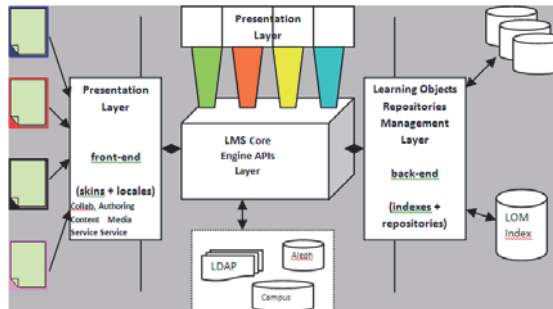 Presentation
Layer
Presentation
Layer
front-end
(skins + locales)
Collab. Authoring
Content Media
Service Service
LMS Core
Engine APIs
Layer
Learning Objects
Repositories
Management
Layer
back-end
(indexes +
repositories)
LOM
Index
LDAP
Aleph
Campus